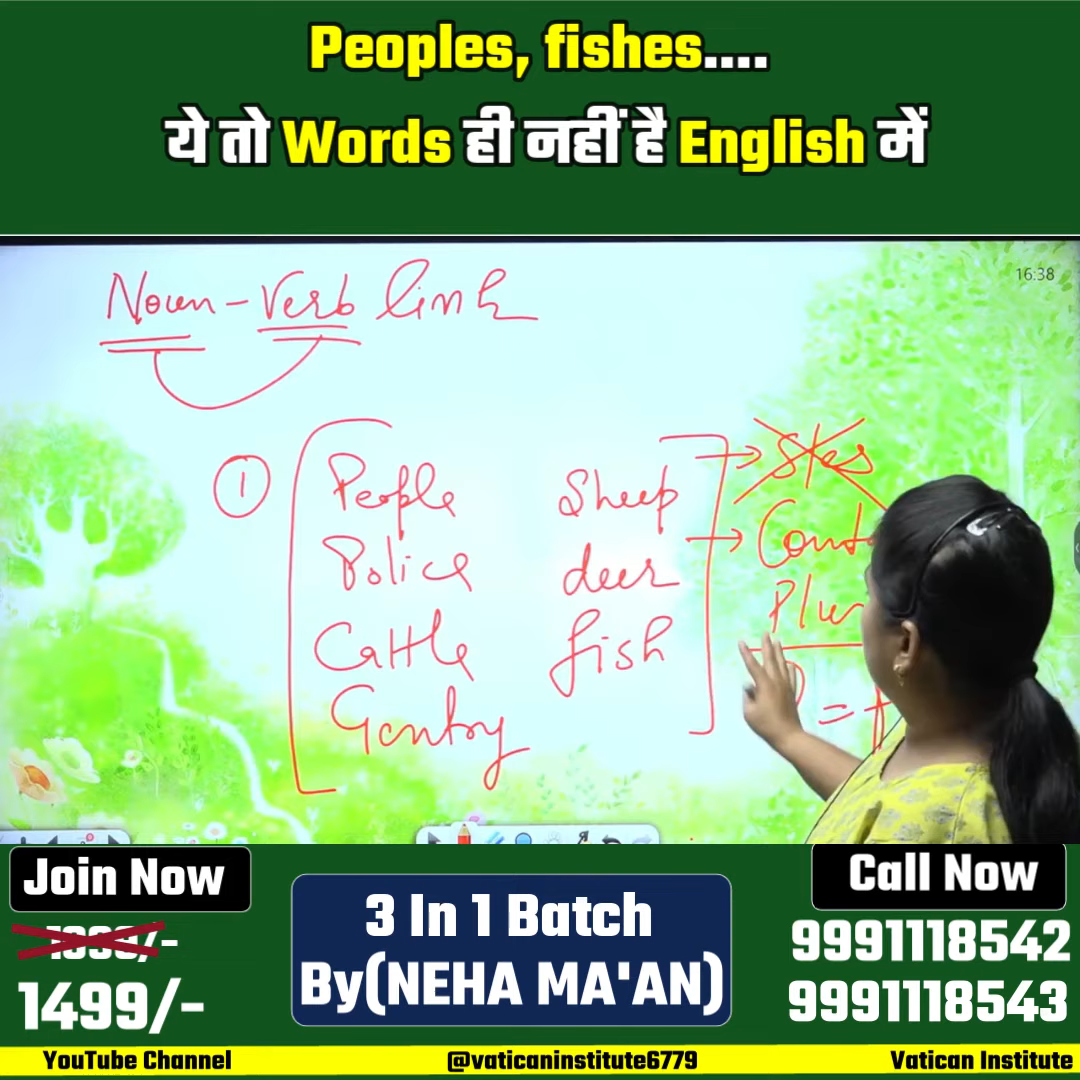 Peoples, fishes....
ये तो Words ही नहीं है English में
16:38
Noun - Verb link
① People Sheep
Police deer
Cattle fish
Gentry
= 
Join Now
1499/-
3 In 1 Batch
By(NEHA MA'AN)
Call Now
9991118542
9991118543
YouTube Channel @vaticaninstitute6779 Vatican Institute